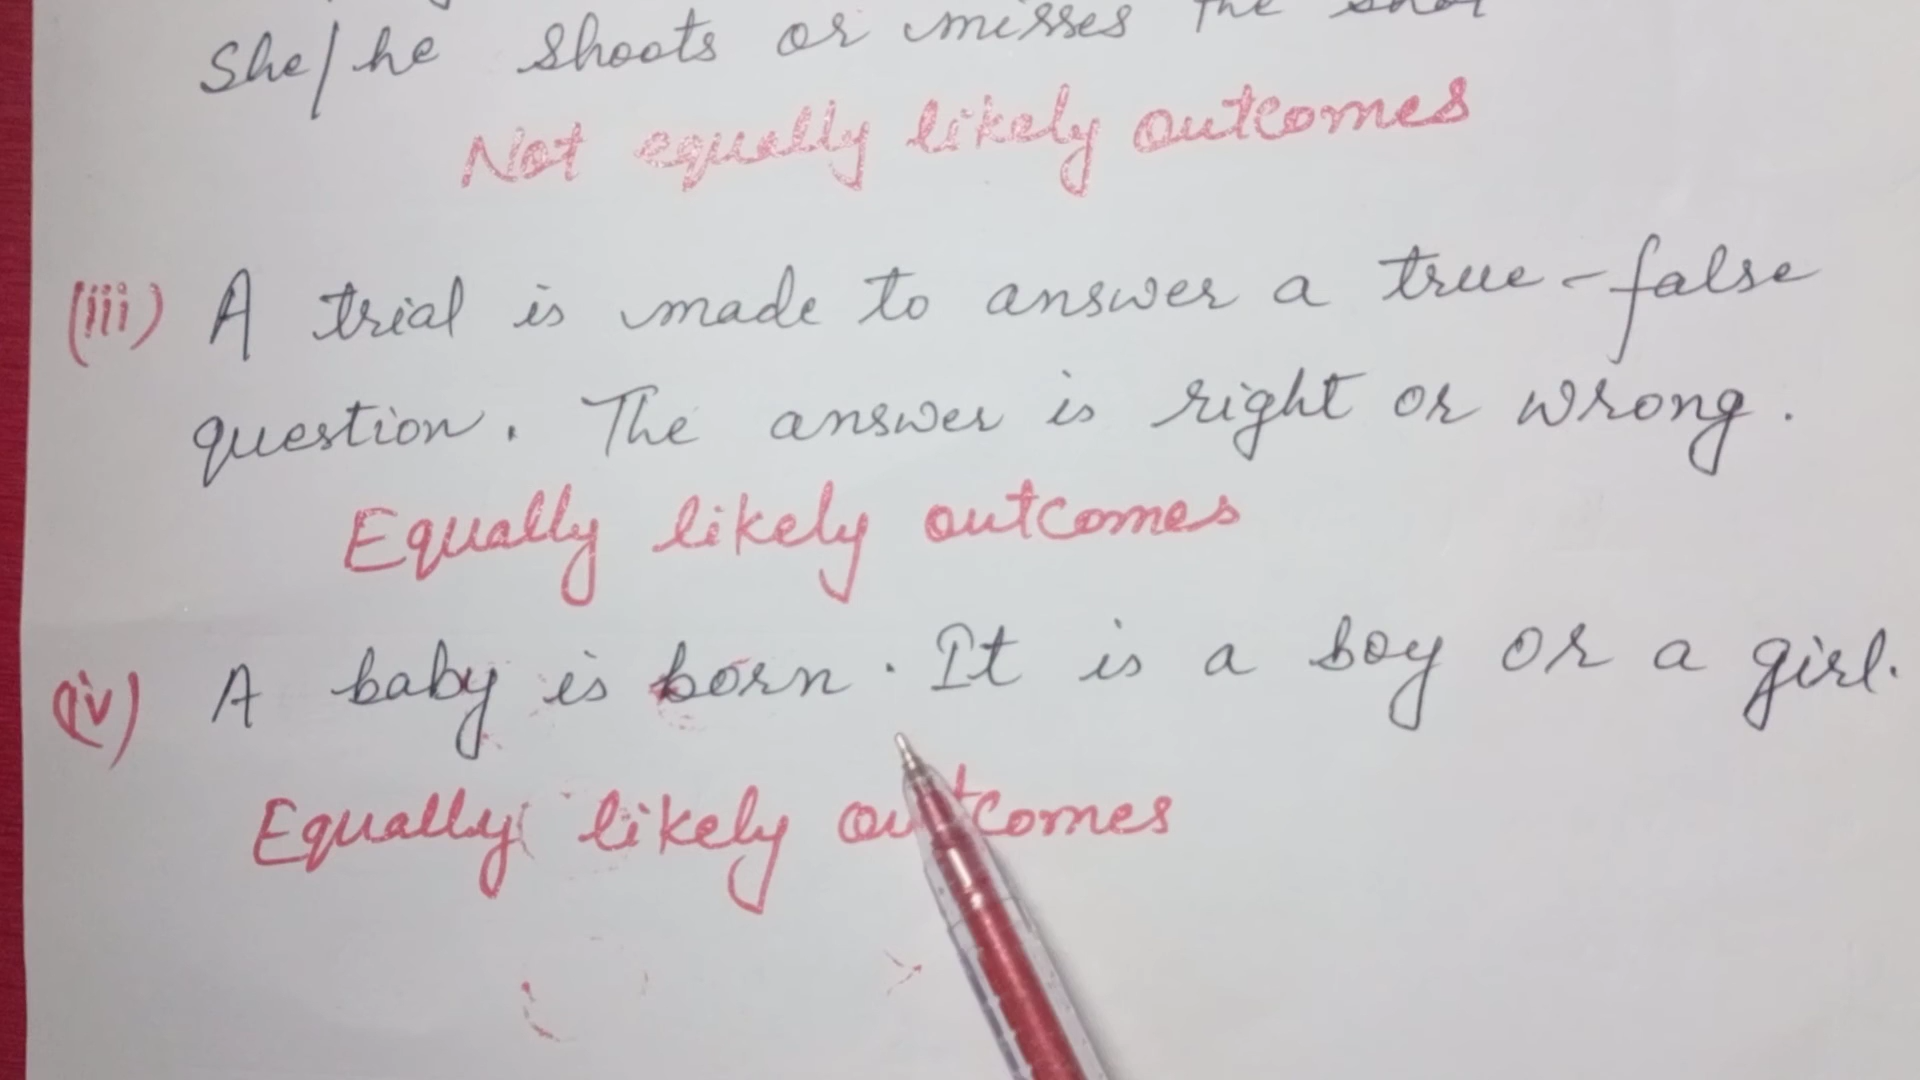 She/he shoots or misses the shot
Not equally likely outcomes
(iii) A trial is made to answer a true-false
question. The answer is right or wrong.
Equally likely outcomes
(iv) A baby is born. It is a boy or a girl.
Equally likely outcomes